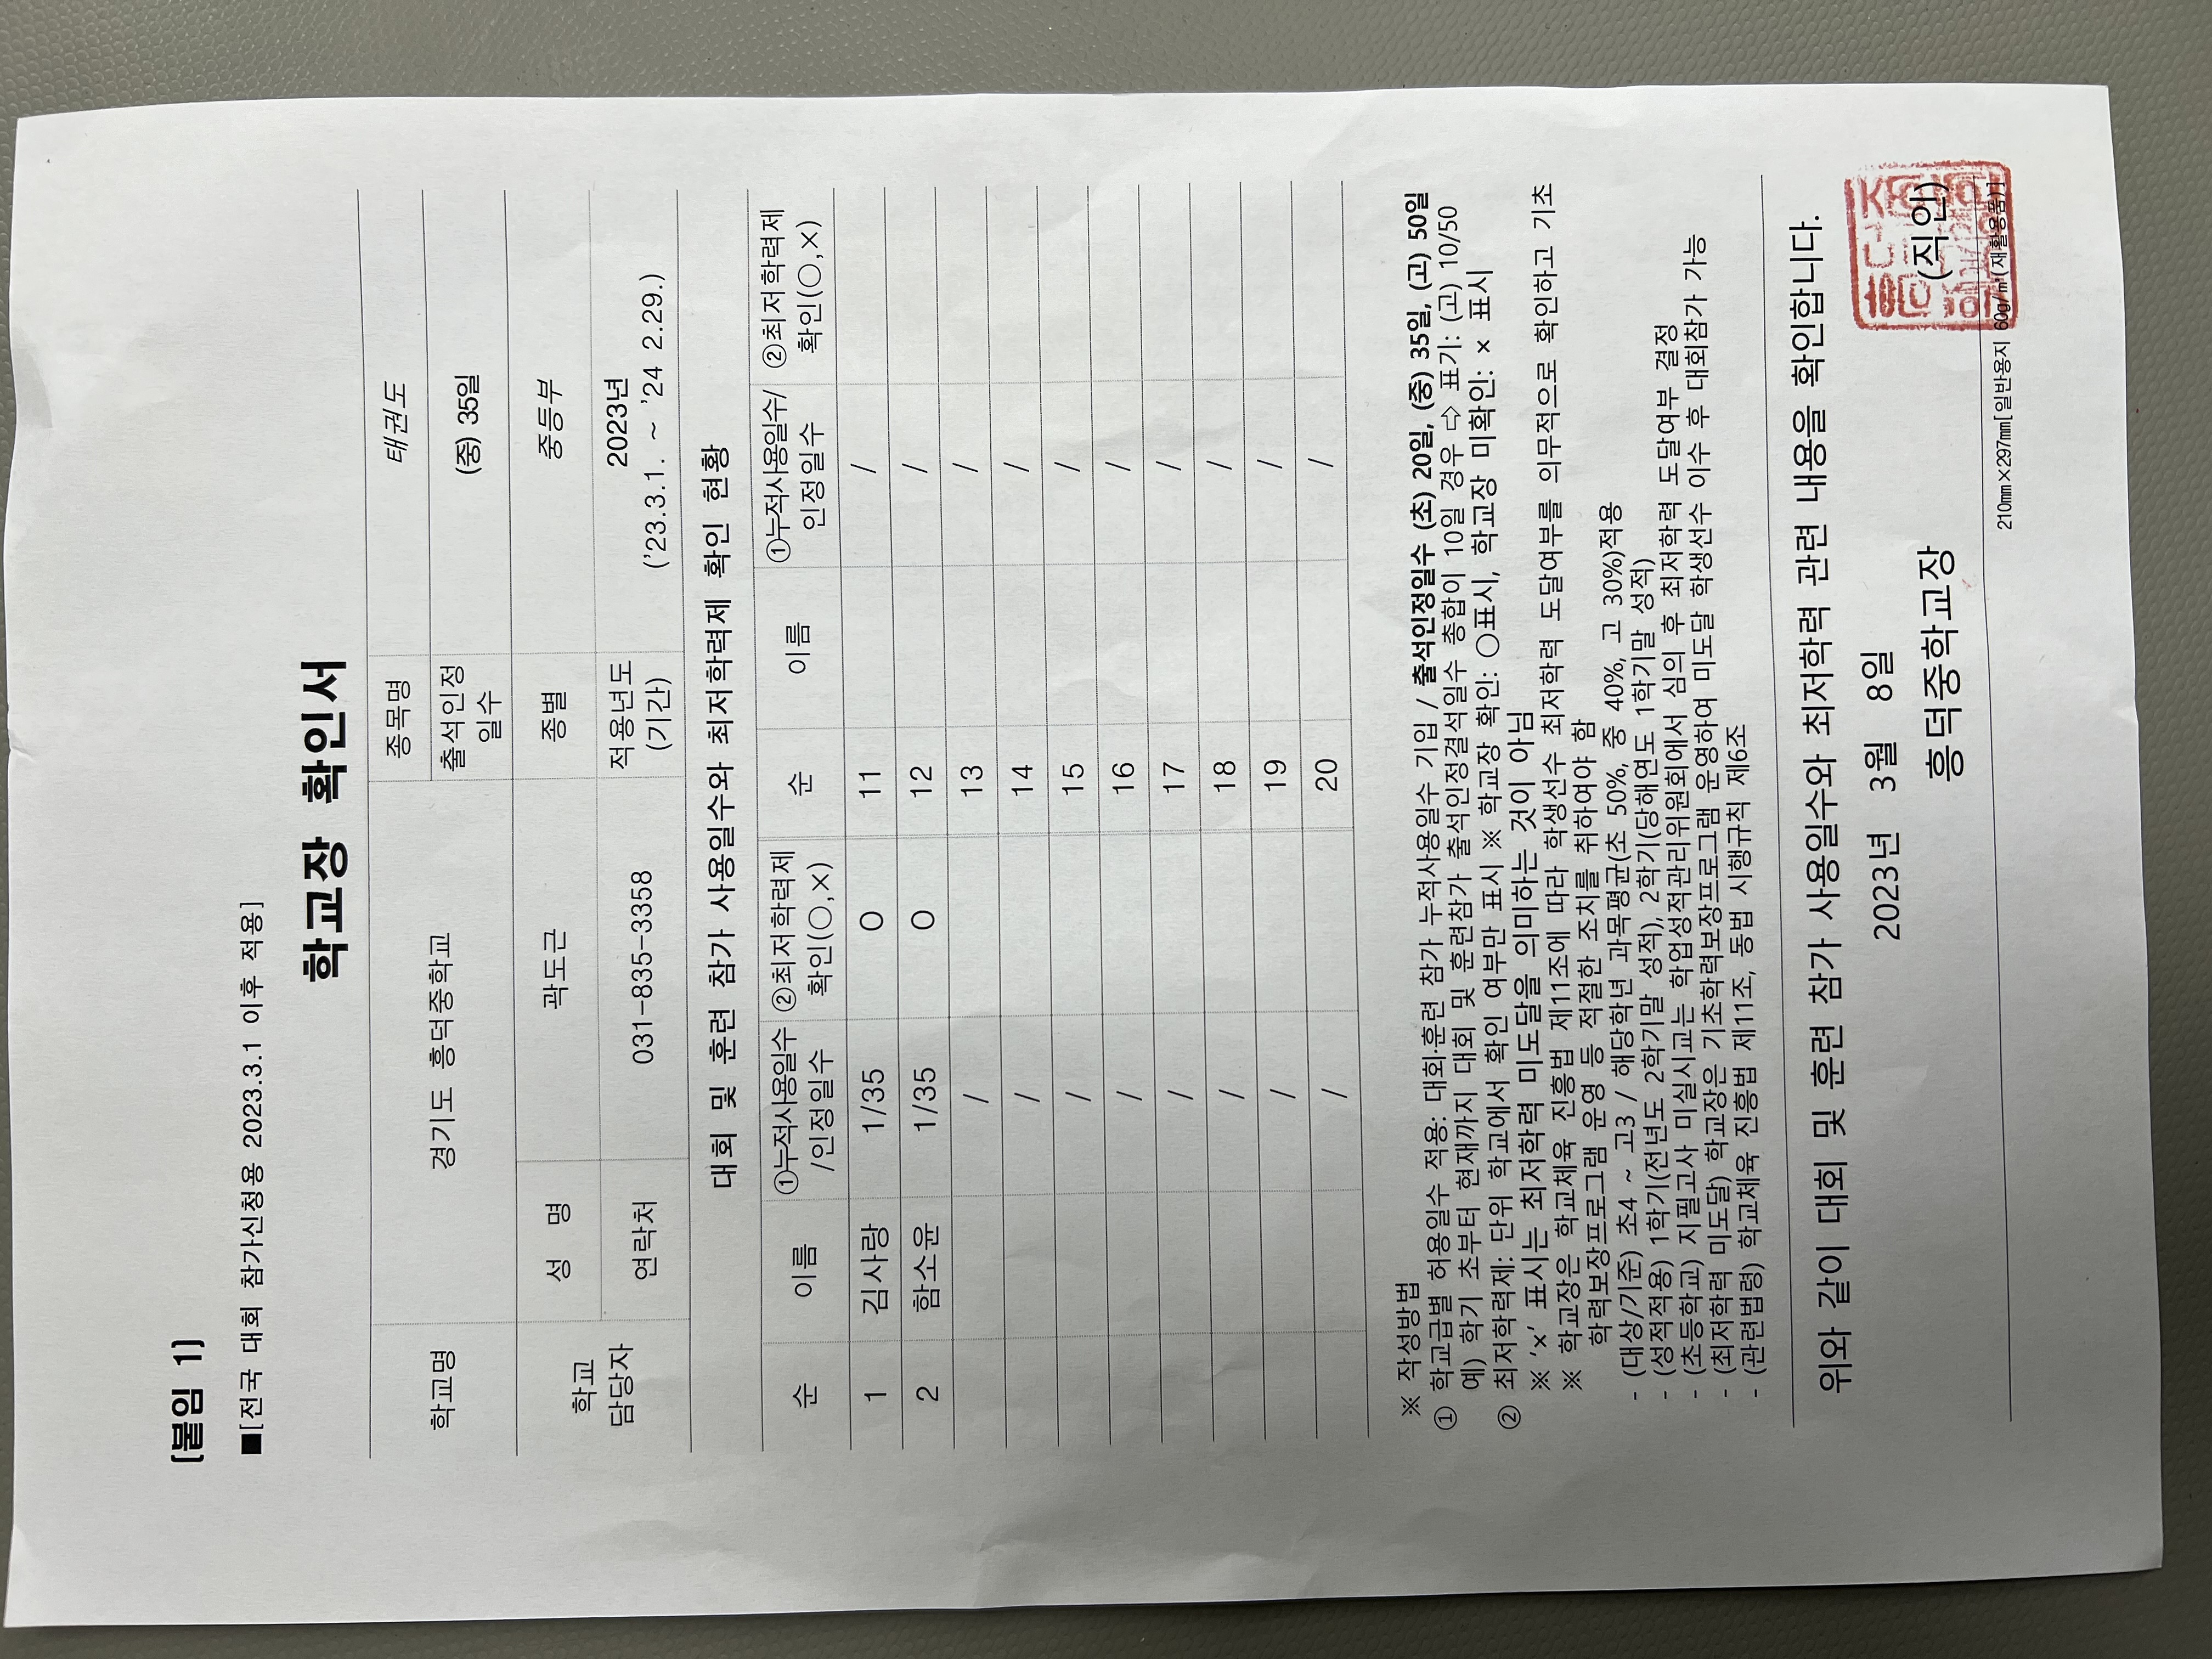 [붙임 1]
■[전국 대회 참가신청용 2023.3.1 이후 적용]
학교장 확인서
학교명 경기도 흥덕중학교 종목명 태권도
출석인정 일수 (중) 35일
학교 담당자 성 명 곽도근 종별 중등부
연락처 031-835-3358 적용년도 (기간) 2023년
('23.3.1. ~ '24 2.29.)
대회 및 훈련 참가 사용일수와 최저학력제 확인 현황
순 이름 ①누적사용일수 /인정일수 ②최저학력제 확인(○,×) 순 이름 ①누적사용일수/ 인정일수 ②최저학력제 확인(○,×)
1 김사랑 1/35 O 11 /
2 함소윤 1/35 O 12 /
/ 13 /
/ 14 /
/ 15 /
/ 16 /
/ 17 /
/ 18 /
/ 19 /
/ 20 /
※ 작성방법
① 학교급별 허용일수 적용: 대회·훈련 참가 누적사용일수 기입 / 출석인정일수 (초) 20일, (중) 35일, (고) 50일
예) 학기 초부터 현재까지 대회 및 훈련참가 출석인정결석일수 총합이 10일 경우 ⇨ 표기: (고) 10/50
② 최저학력제: 단위 학교에서 확인 여부만 표시 ※ 학교장 확인: ○표시, 학교장 미확인: × 표시
※ '×' 표시는 최저학력 미도달을 의미하는 것이 아님
※ 학교장은 학교체육 진흥법 제11조에 따라 학생선수 최저학력 도달여부를 의무적으로 확인하고 기초
학력보장프로그램 운영 등 적절한 조치를 취하여야 함
- (대상/기준) 초4 ~ 고3 / 해당학년 과목평균(초 50%, 중 40%, 고 30%)적용
- (성적적용) 1학기(전년도 2학기말 성적), 2학기(당해연도 1학기말 성적)
- (초등학교) 지필고사 미실시교는 학업성적관리위원회에서 심의 후 최저학력 도달여부 결정
- (최저학력 미도달) 학교장은 기초학력보장프로그램 운영하여 미도달 학생선수 이수 후 대회참가 가능
- (관련법령) 학교체육 진흥법 제11조, 동법 시행규칙 제6조
위와 같이 대회 및 훈련 참가 사용일수와 최저학력 관련 내용을 확인합니다.
2023년 3월 8일
흥덕중학교장 (직인)
210㎜×297㎜[일반용지 60g/㎡(재활용품)]